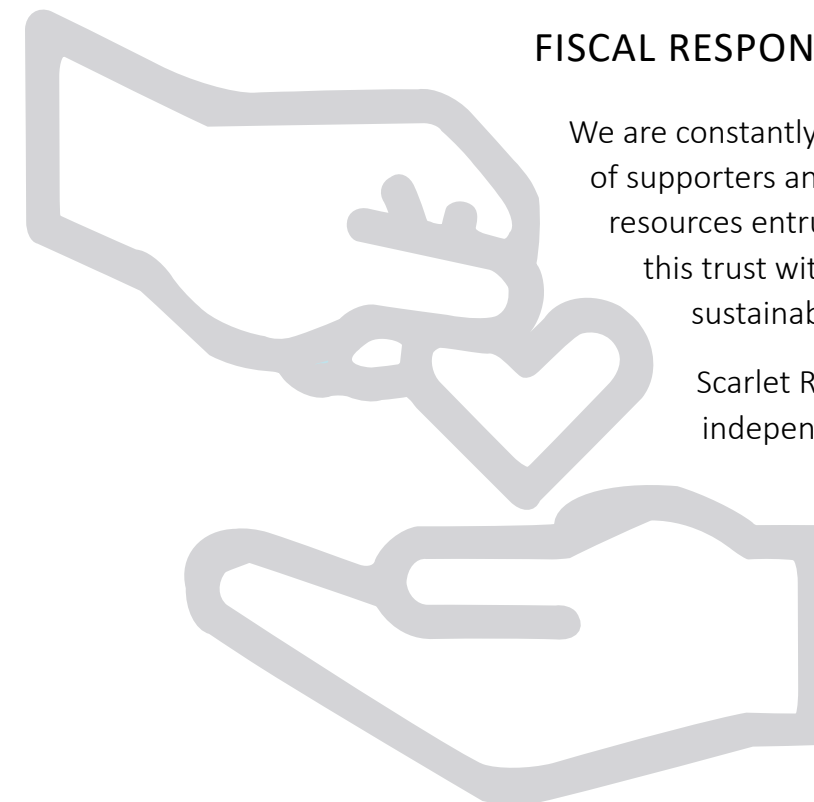 FISCAL RESPON
We are constantly
of supporters an
resources entru
this trust wit
sustainab
Scarlet R
indepen